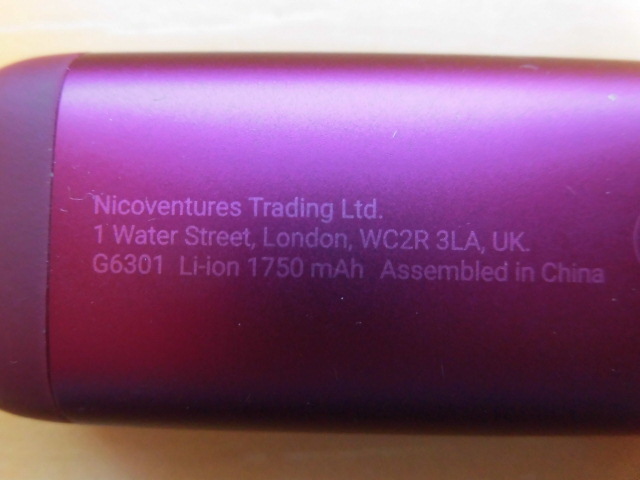 Nicoventures Trading Ltd.
1 Water Street, London, WC2R 3LA, UK.
G6301 Li-ion 1750 mAh Assembled in China